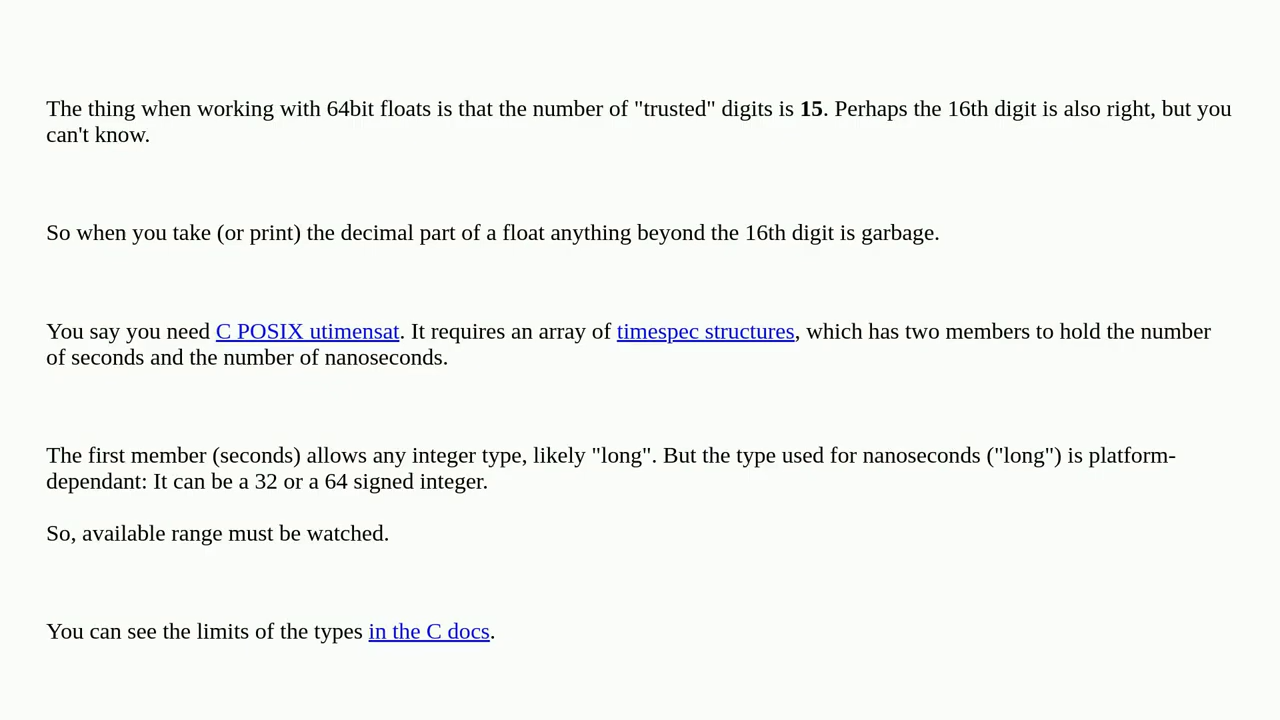 The thing when working with 64bit floats is that the number of "trusted" digits is 15. Perhaps the 16th digit is also right, but you
can't know.
So when you take (or print) the decimal part of a float anything beyond the 16th digit is garbage.
You say you need C POSIX utimensat. It requires an array of timespec structures, which has two members to hold the number
of seconds and the number of nanoseconds.
The first member (seconds) allows any integer type, likely "long". But the type used for nanoseconds ("long") is platform-
dependant: It can be a 32 or a 64 signed integer.
So, available range must be watched.
You can see the limits of the types in the C docs.